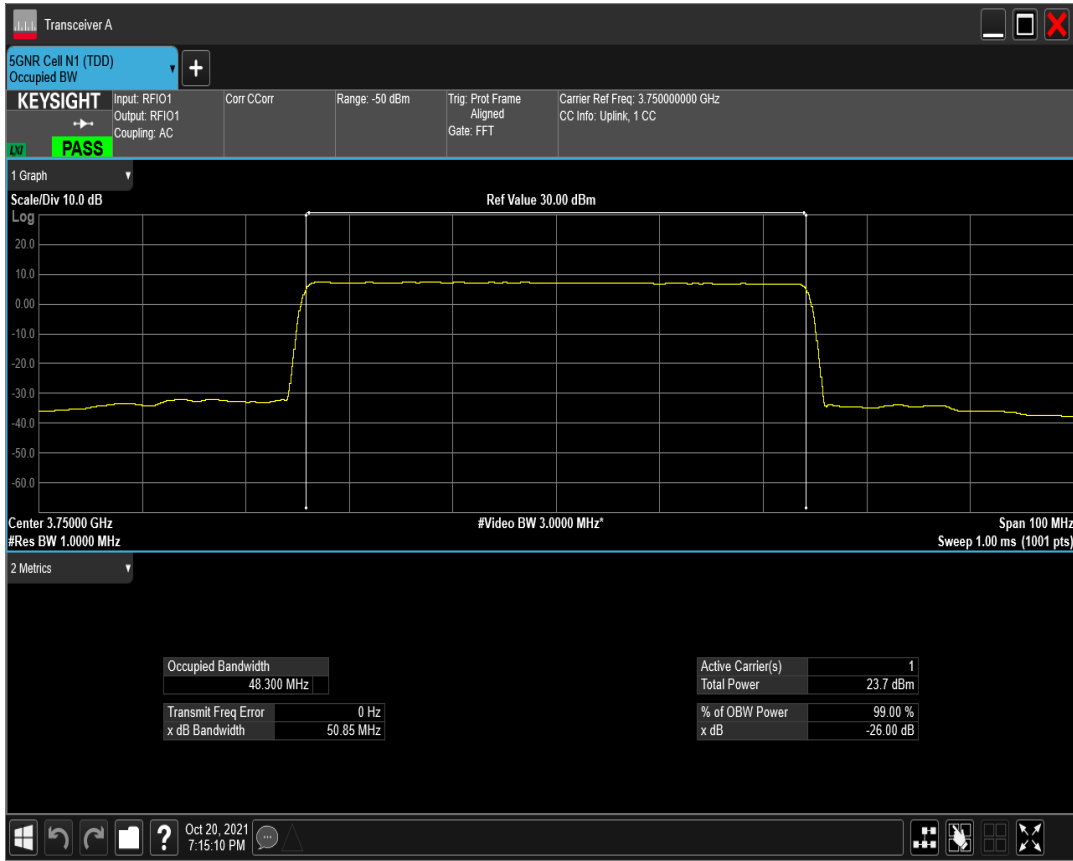 Transceiver A
5GNR Cell N1 (TDD)
Occupied BW
KEYSIGHT
LXI PASS
Input: RFIO1
Output: RFIO1
Coupling: AC
Corr CCorr
Range: -50 dBm
Trig: Prot Frame
Aligned
Gate: FFT
Carrier Ref Freq: 3.750000000 GHz
CC Info: Uplink, 1 CC
1 Graph
Scale/Div 10.0 dB Ref Value 30.00 dBm
Log
20.0
10.0
0.00
-10.0
-20.0
-30.0
-40.0
-50.0
-60.0
Center 3.75000 GHz #Video BW 3.0000 MHz* Span 100 MHz
#Res BW 1.0000 MHz Sweep 1.00 ms (1001 pts)
2 Metrics
Occupied Bandwidth
48.300 MHz
Transmit Freq Error 0 Hz
x dB Bandwidth 50.85 MHz
Active Carrier(s) 1
Total Power 23.7 dBm
% of OBW Power 99.00 %
x dB -26.00 dB
Oct 20, 2021
7:15:10 PM